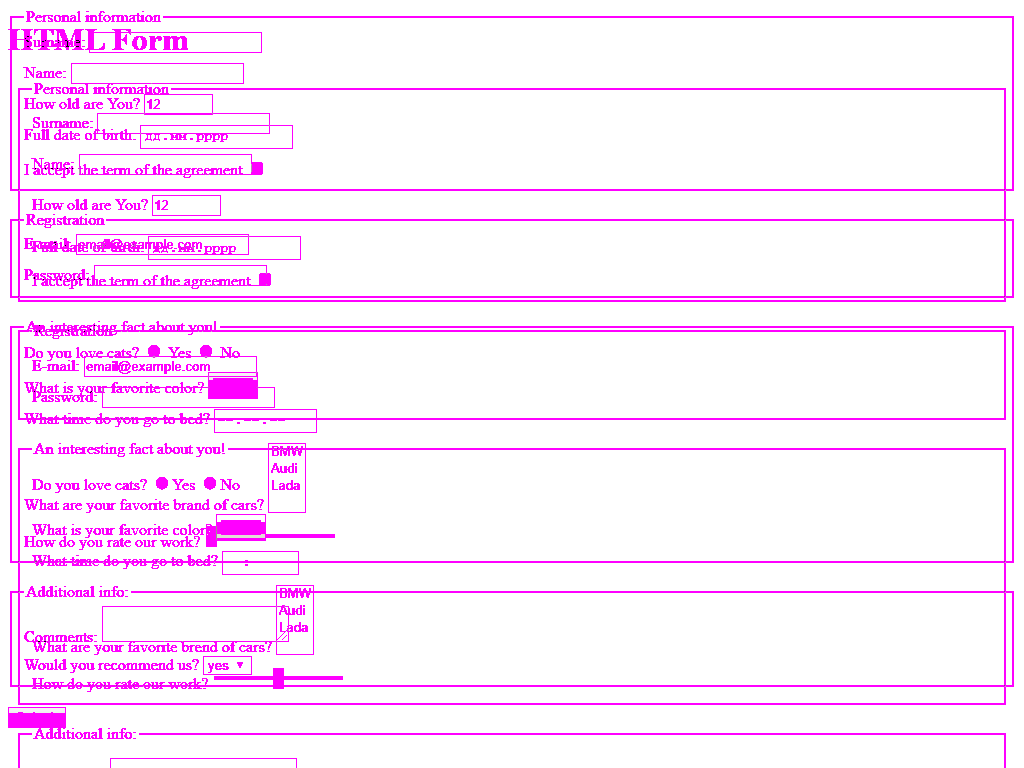 Personal information
HTML Form
Surname:
Name:
Personal information
How old are You? 12
Surname:
Full date of birth: дд.мм.гггг
Name:
I accept the term of the agreement
How old are You? 12
Registration
E-mail: email@example.com
Full date of birth:
Password:
I accept the term of the agreement
An interesting fact about you!
Registration
Do you love cats? Yes No
E-mail: email@example.com
What is your favorite color?
Password:
What time do you go to bed? --:--:--
An interesting fact about you!
BMW
Audi
Lada
Do you love cats? Yes No
What are your favorite brand of cars?
What is your favorite color
How do you rate our work?
What time do you go to bed? :
Additional info:
BMW
Audi
Lada
Comments:
What are your favorite brend of cars?
Would you recommend us? yes ▼
How do you rate our work?
Additional info: